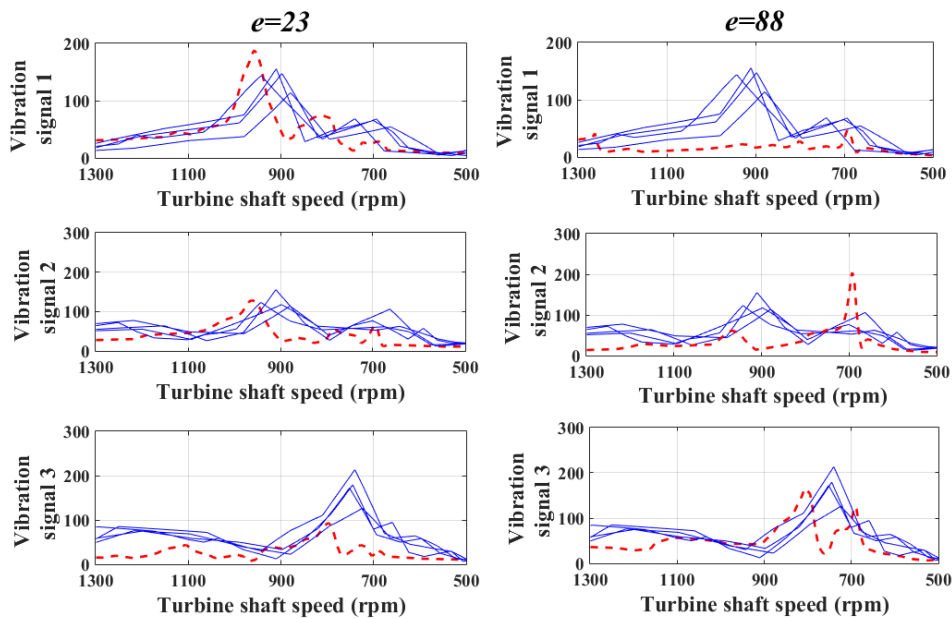 e=23
e=88
Vibration
signal 1
200
100
0
1300 1100 900 700 500
Turbine shaft speed (rpm)
Vibration
signal 1
200
100
0
1300 1100 900 700 500
Turbine shaft speed (rpm)
Vibration
signal 2
300
200
100
0
1300 1100 900 700 500
Turbine shaft speed (rpm)
Vibration
signal 2
300
200
100
0
1300 1100 900 700 500
Turbine shaft speed (rpm)
Vibration
signal 3
300
200
100
0
1300 1100 900 700 500
Turbine shaft speed (rpm)
Vibration
signal 3
300
200
100
0
1300 1100 900 700 500
Turbine shaft speed (rpm)